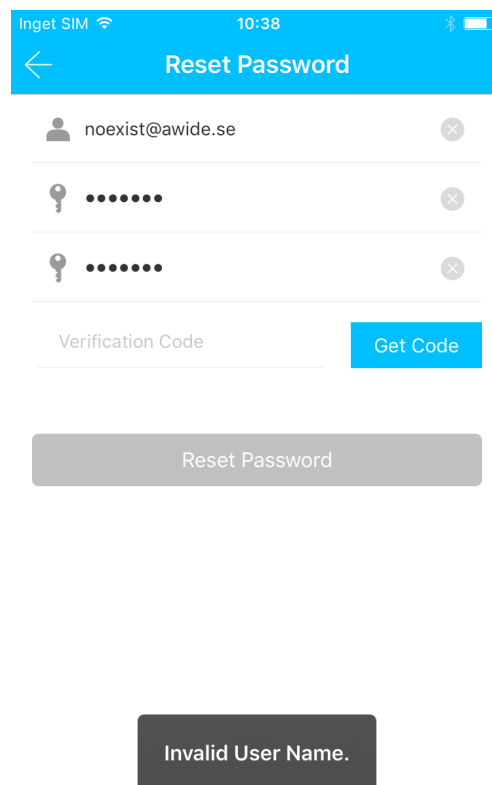 Inget SIM 10:38
Reset Password
noexist@awide.se
•••••••
•••••••
Verification Code Get Code
Reset Password
Invalid User Name.